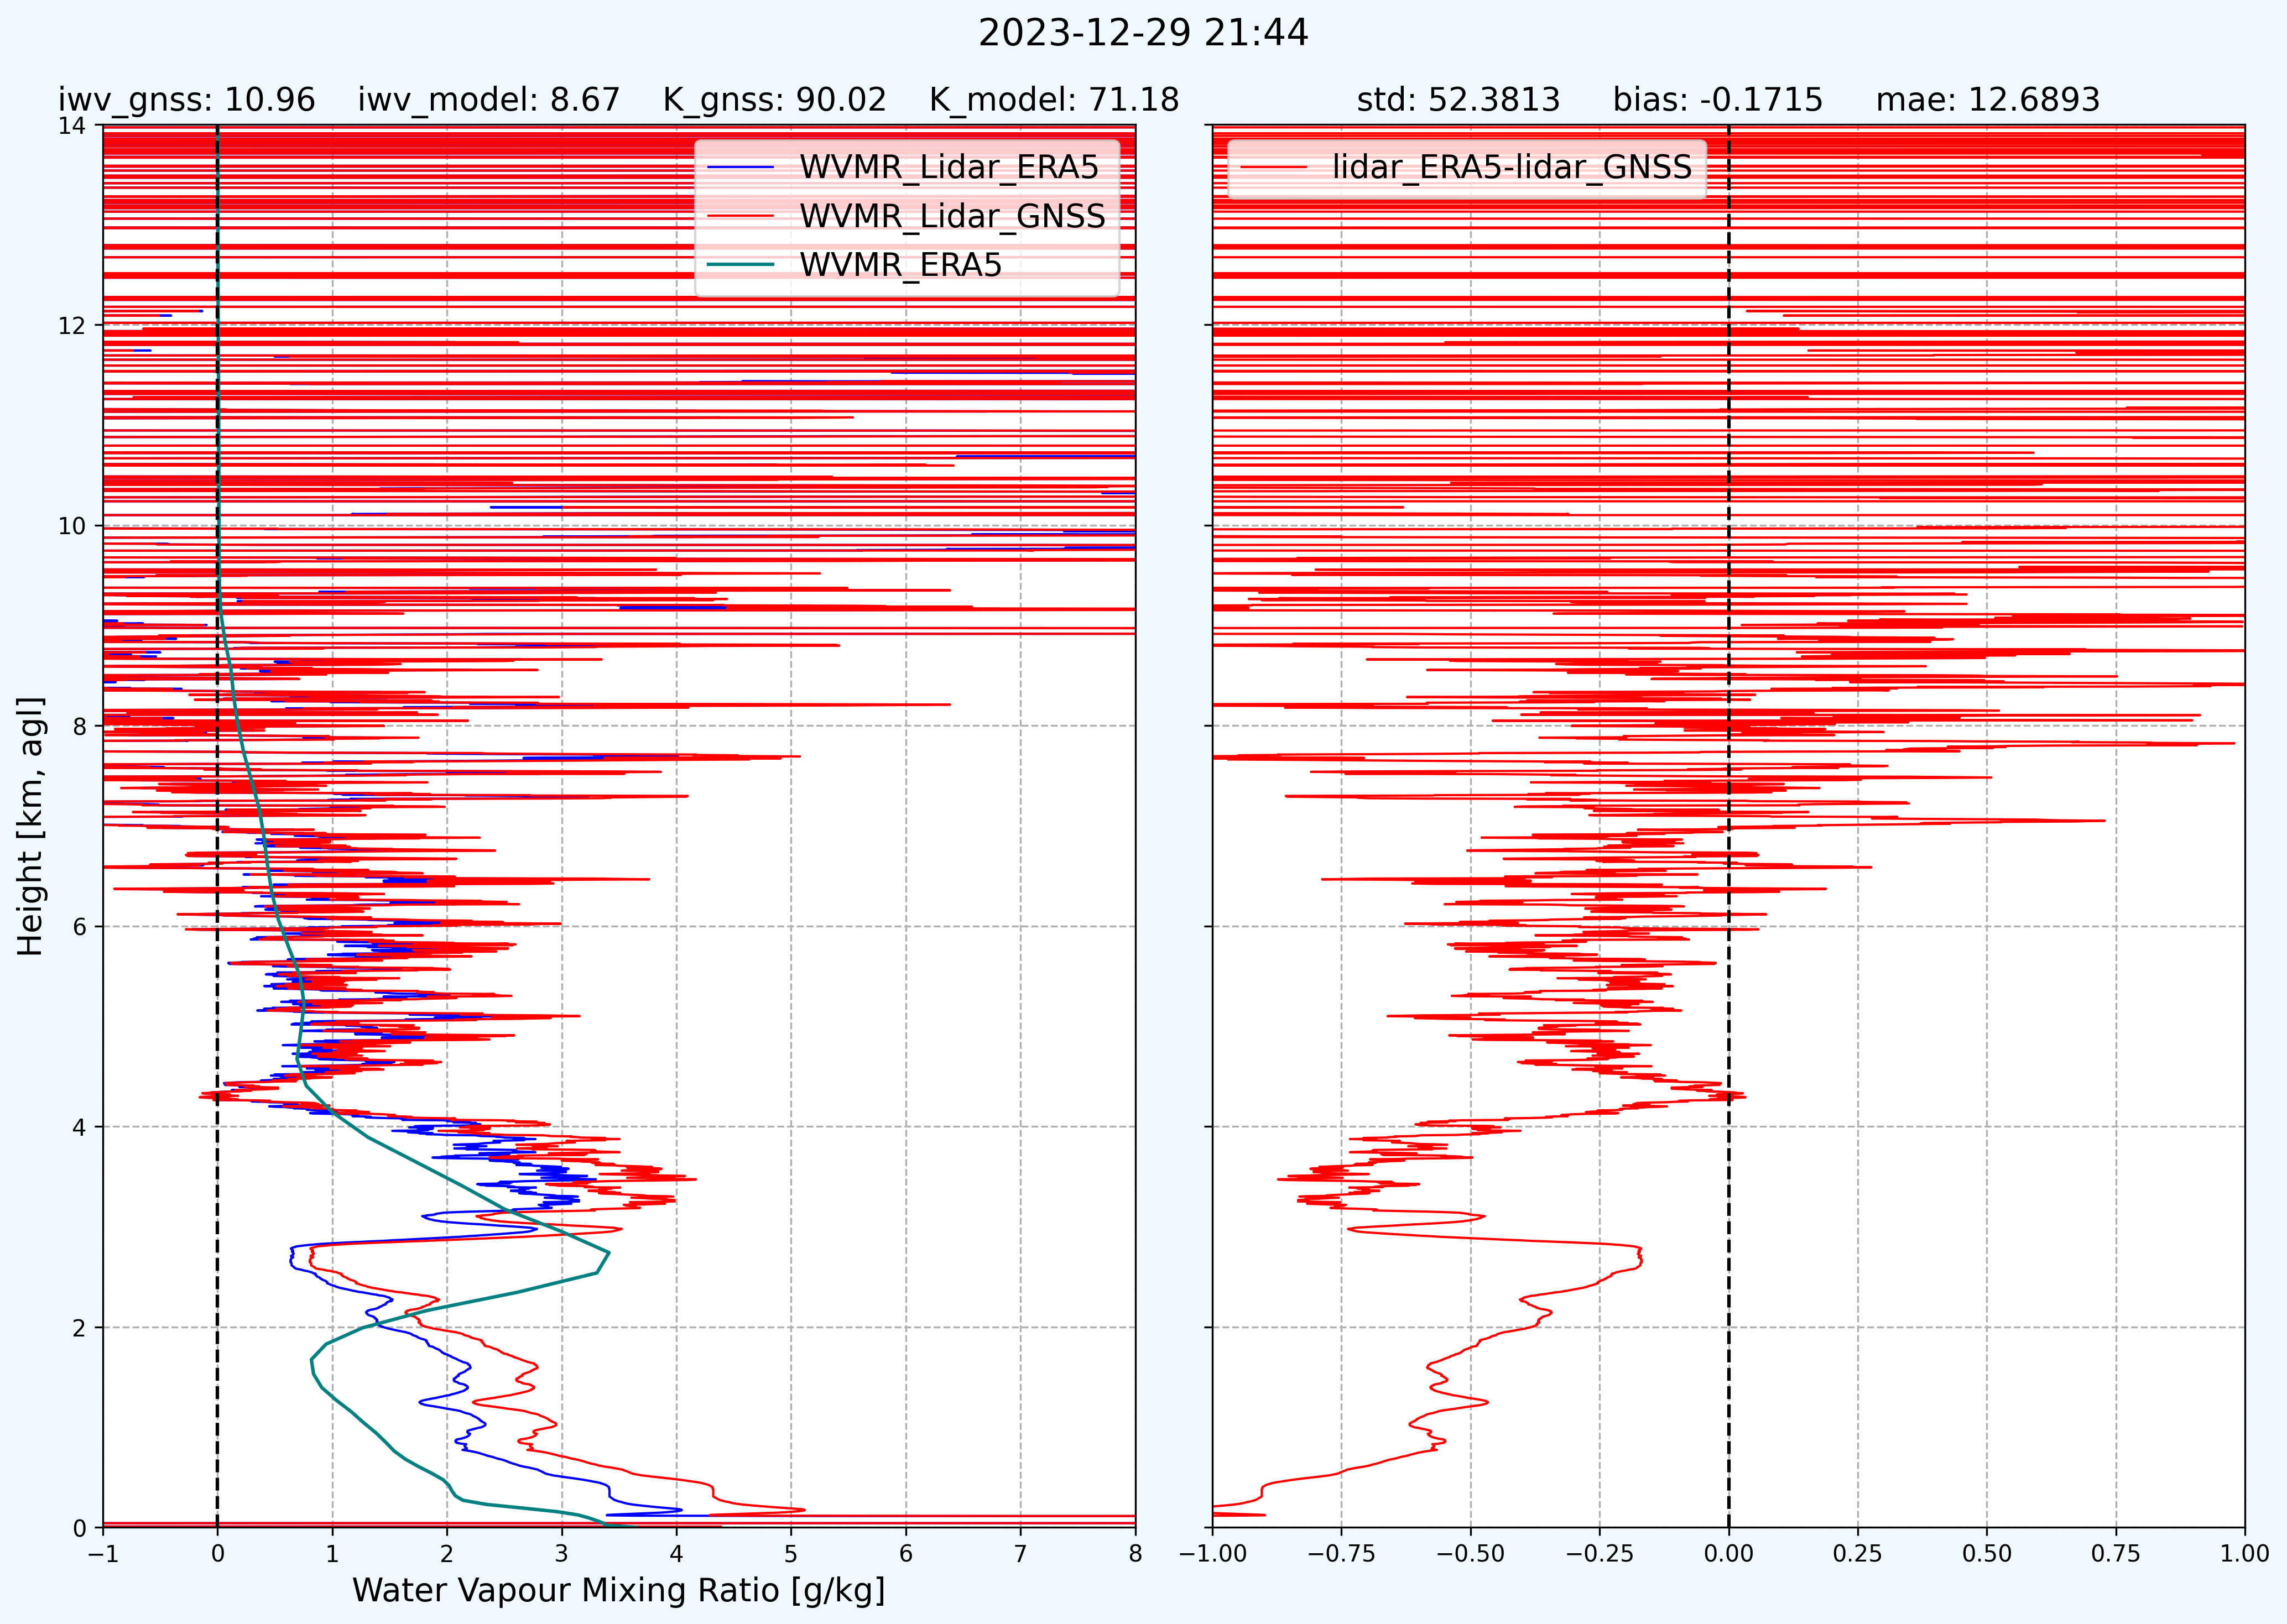 2023-12-29 21:44
iwv_gnss: 10.96 iwv_model: 8.67 K_gnss: 90.02 K_model: 71.18
std: 52.3813 bias: -0.1715 mae: 12.6893
WVMR_Lidar_ERA5
WVMR_Lidar_GNSS
WVMR_ERA5
lidar_ERA5-lidar_GNSS
Height [km, agl]
14
12
10
8
6
4
2
0
−1 0 1 2 3 4 5 6 7 8
Water Vapour Mixing Ratio [g/kg]
−1.00 −0.75 −0.50 −0.25 0.00 0.25 0.50 0.75 1.00